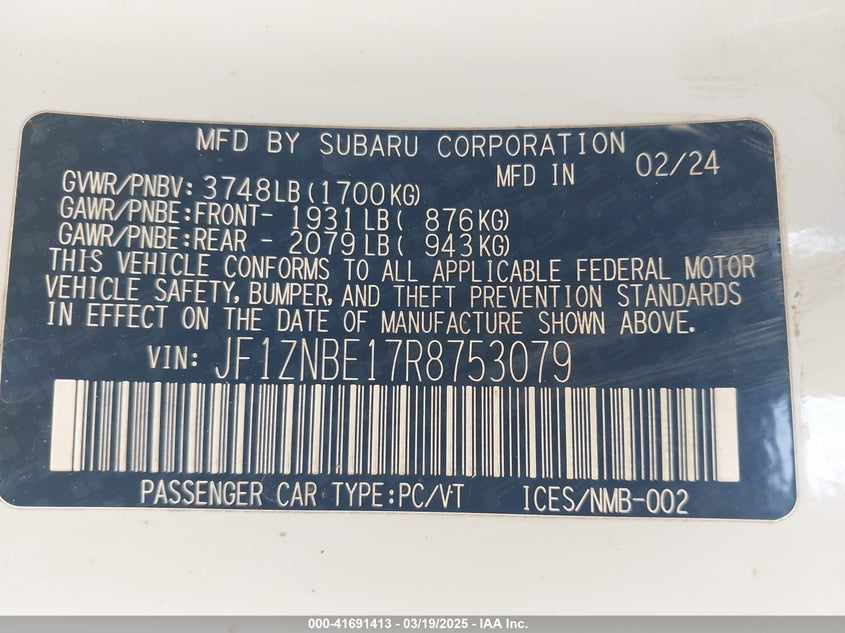 MFD BY SUBARU CORPORATION
MFD IN 02/24
GVWR/PNBV: 3748LB(1700KG)
GAWR/PNBE:FRONT- 1931LB( 876KG)
GAWR/PNBE:REAR - 2079LB( 943KG)
THIS VEHICLE CONFORMS TO ALL APPLICABLE FEDERAL MOTOR
VEHICLE SAFETY, BUMPER, AND THEFT PREVENTION STANDARDS
IN EFFECT ON THE DATE OF MANUFACTURE SHOWN ABOVE.
VIN: JF1ZNBE17R8753079
PASSENGER CAR TYPE:PC/VT ICES/NMB-002
000-41691413 - 03/19/2025 - IAA Inc.